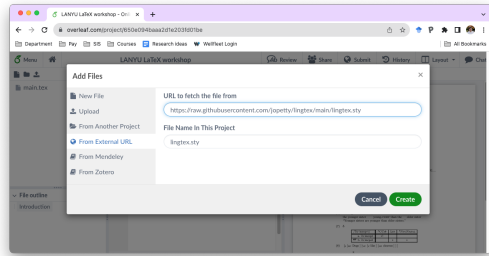 LANYU LaTeX workshop - Onl
overleaf.com/project/650e094baaa2d1e203fd01be
Department
Pay
SIS
Courses
Research Ideas
Wellfleet Login
All Bookmarks
Menu
LANYU LaTeX workshop
Review
Share
Submit
History
Layout
Chat
main.tex
Add Files
New File
Upload
From Another Project
From External URL
From Mendeley
From Zotero
URL to fetch the file from
https://raw.githubusercontent.com/jopetty/lingtex/main/lingtex.sty
File Name In This Project
lingtex.sty
Cancel
Create
File outline
Introduction